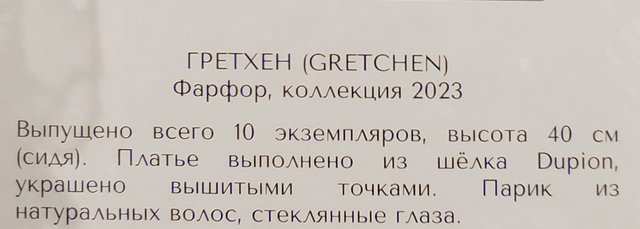 ГРЕТХЕН (GRETCHEN)
Фарфор, коллекция 2023
Выпущено всего 10 экземпляров, высота 40 см
(сидя). Платье выполнено из шёлка Dupion,
украшено вышитыми точками. Парик из
натуральных волос, стеклянные глаза.